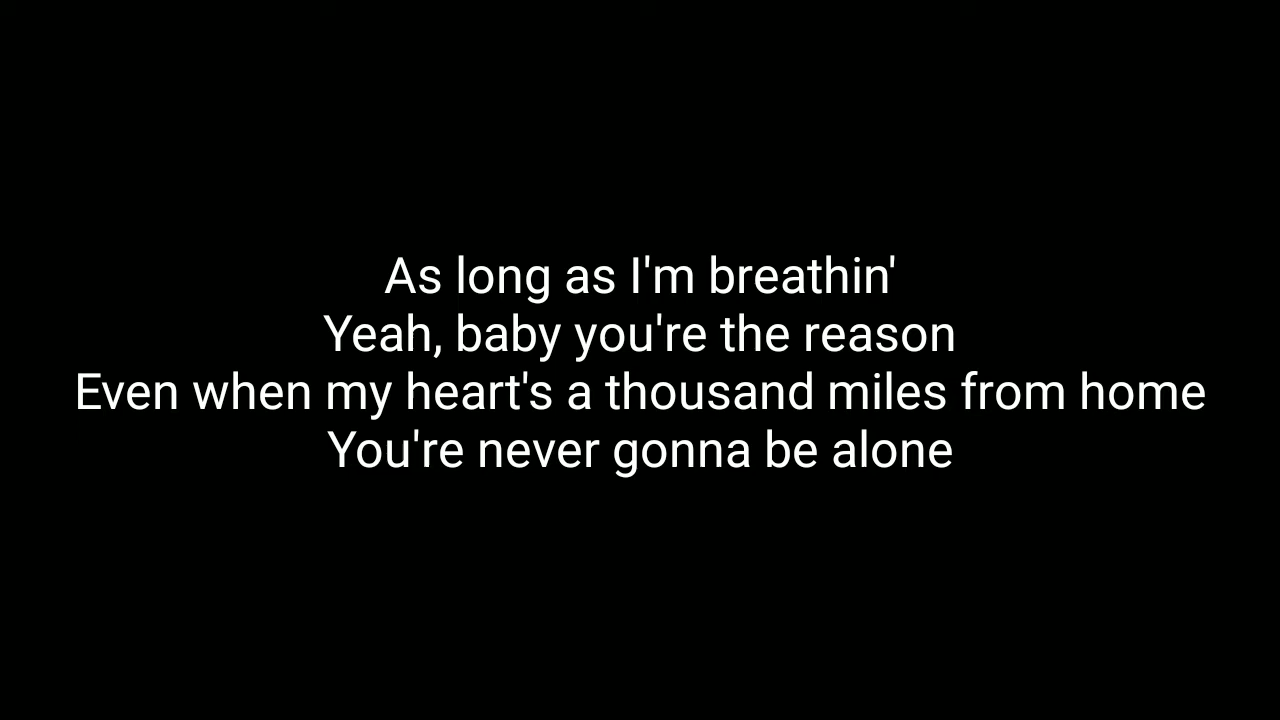 As long as I'm breathin'
Yeah, baby you're the reason
Even when my heart's a thousand miles from home
You're never gonna be alone